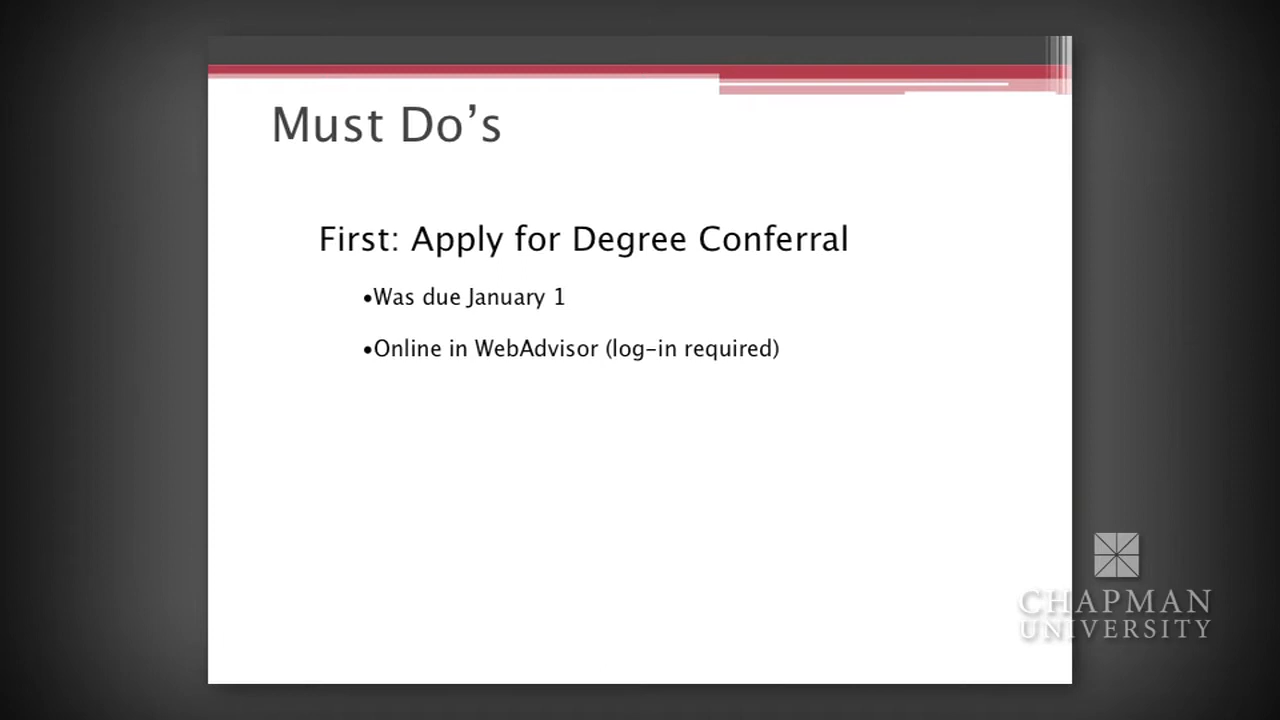 Must Do’s
First: Apply for Degree Conferral
•Was due January 1
•Online in WebAdvisor (log-in required)
CHAPMAN
UNIVERSITY